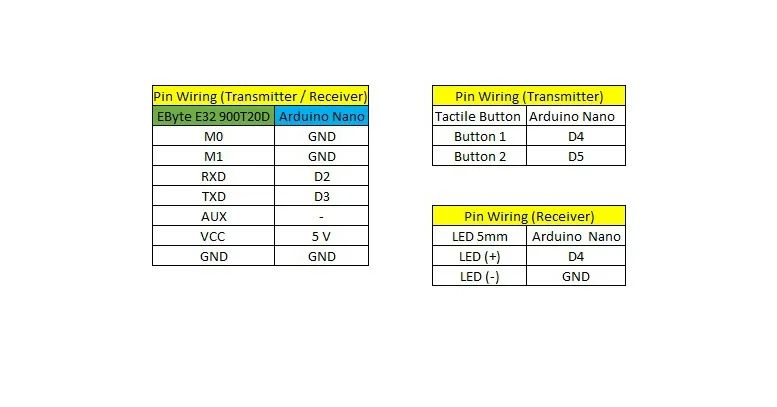 Pin Wiring (Transmitter / Receiver)
EByte E32 900T20D Arduino Nano
M0 GND
M1 GND
RXD D2
TXD D3
AUX -
VCC 5 V
GND GND
Pin Wiring (Transmitter)
Tactile Button Arduino Nano
Button 1 D4
Button 2 D5
Pin Wiring (Receiver)
LED 5mm Arduino Nano
LED (+) D4
LED (-) GND